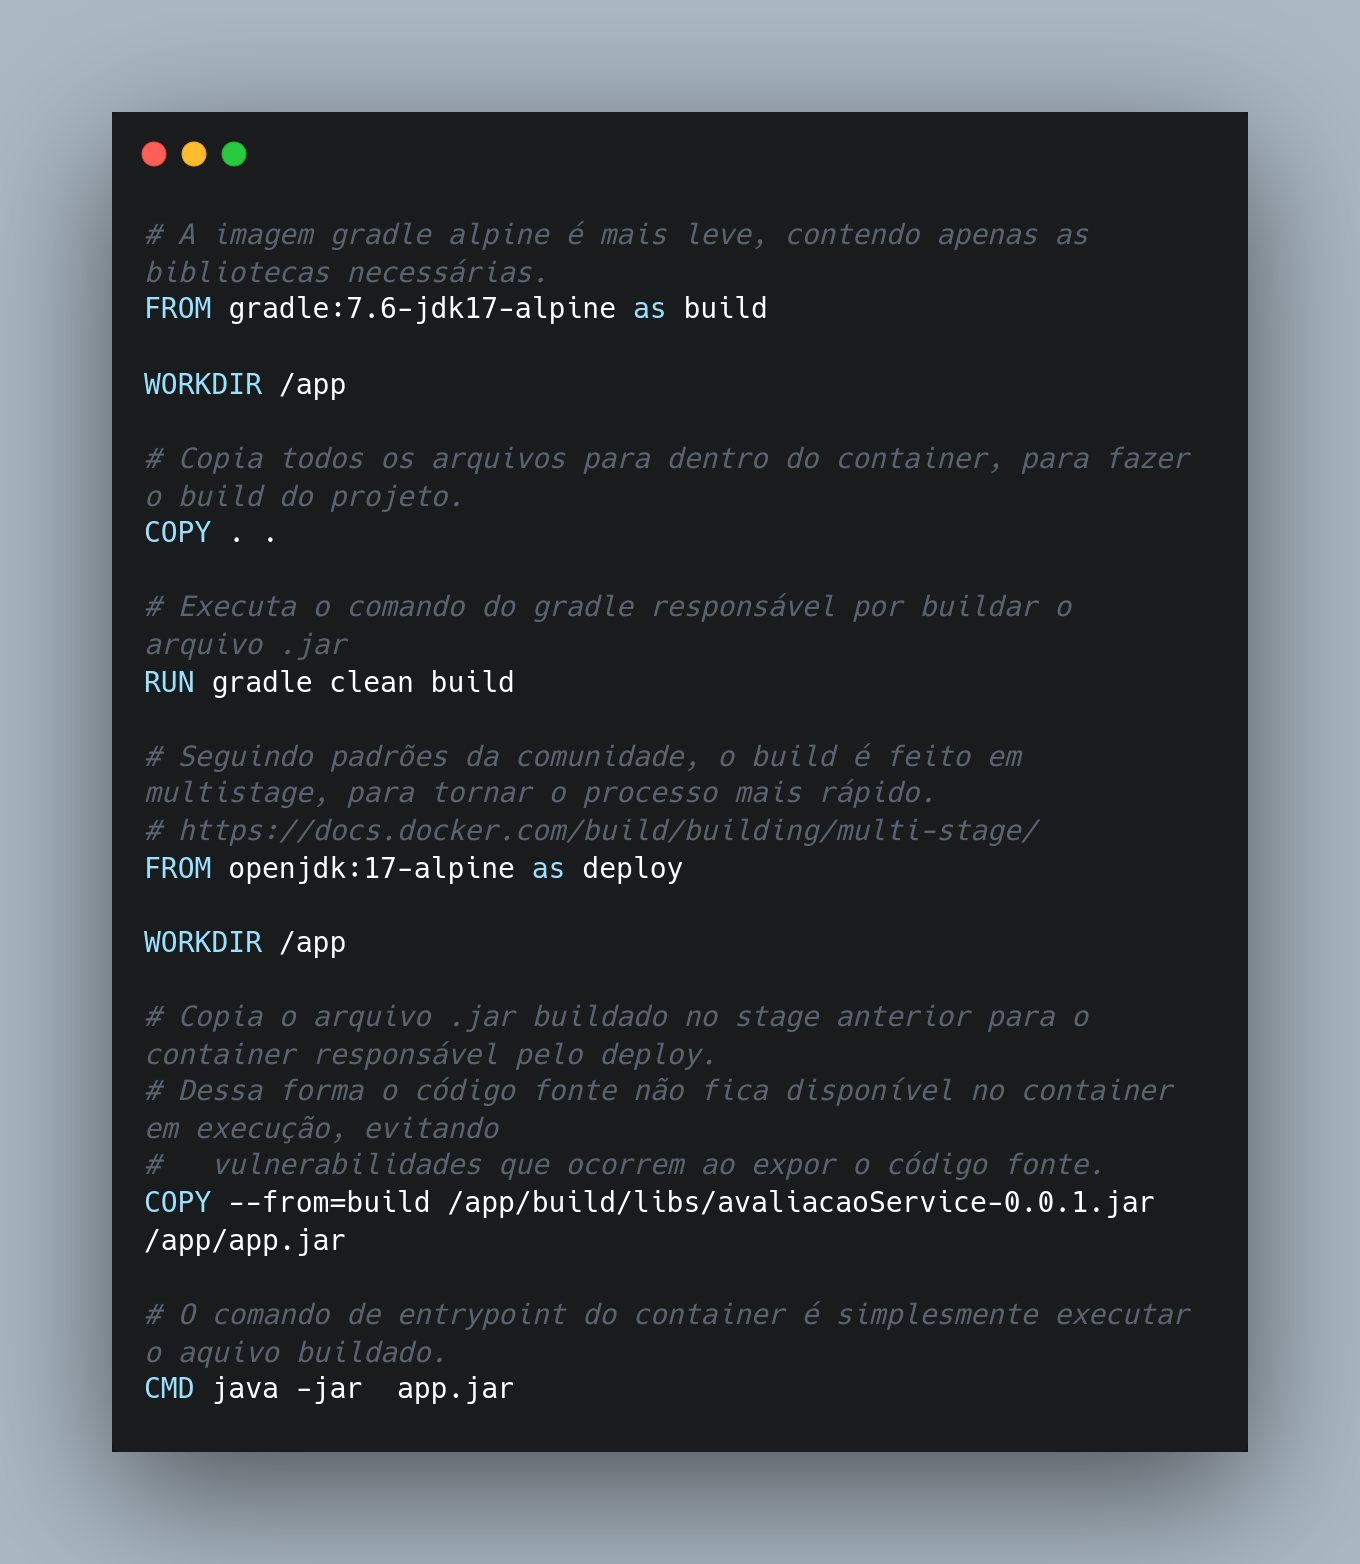 # A imagem gradle alpine é mais leve, contendo apenas as
bibliotecas necessárias.
FROM gradle:7.6-jdk17-alpine as build
WORKDIR /app
# Copia todos os arquivos para dentro do container, para fazer
o build do projeto.
COPY . .
# Executa o comando do gradle responsável por buildar o
arquivo .jar
RUN gradle clean build
# Seguindo padrões da comunidade, o build é feito em
multistage, para tornar o processo mais rápido.
# https://docs.docker.com/build/building/multi-stage/
FROM openjdk:17-alpine as deploy
WORKDIR /app
# Copia o arquivo .jar buildado no stage anterior para o
container responsável pelo deploy.
# Dessa forma o código fonte não fica disponível no container
em execução, evitando
#   vulnerabilidades que ocorrem ao expor o código fonte.
COPY --from=build /app/build/libs/avaliacaoService-0.0.1.jar
/app/app.jar
# O comando de entrypoint do container é simplesmente executar
o aquivo buildado.
CMD java -jar  app.jar